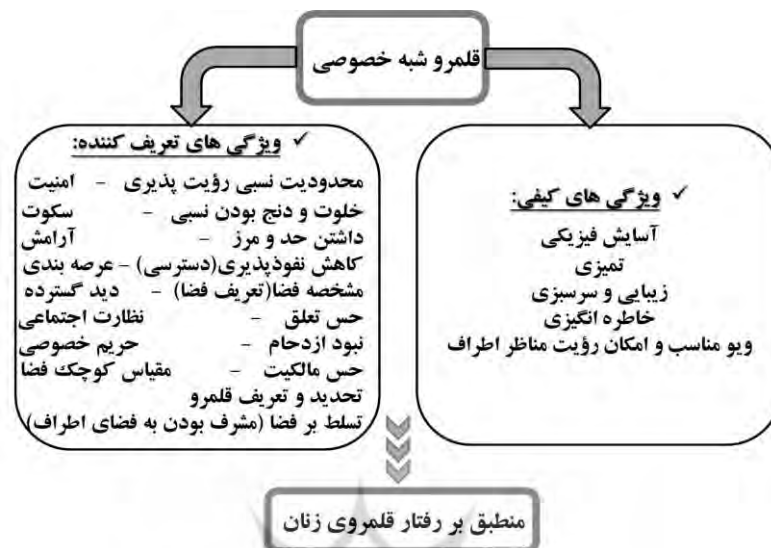 قلمرو شبه خصوصی
✓ ویژگی های تعریف کننده:
محدودیت نسبی رؤیت پذیری - امنیت
خلوت و دنج بودن نسبی - سکوت
داشتن حد و مرز - آرامش
کاهش نفوذپذیری(دسترسی) - عرصه بندی
مشخصه فضا(تعریف فضا) - دید گسترده
حس تعلق - نظارت اجتماعی
نبود ازدحام - حریم خصوصی
حس مالکیت - مقیاس کوچک فضا
تحدید و تعریف قلمرو
تسلط بر فضا (مشرف بودن به فضای اطراف)
✓ ویژگی های کیفی:
آسایش فیزیکی
تمیزی
زیبایی و سرسبزی
خاطره انگیزی
ویو مناسب و امکان رؤیت مناظر اطراف
منطبق بر رفتار قلمروی زنان